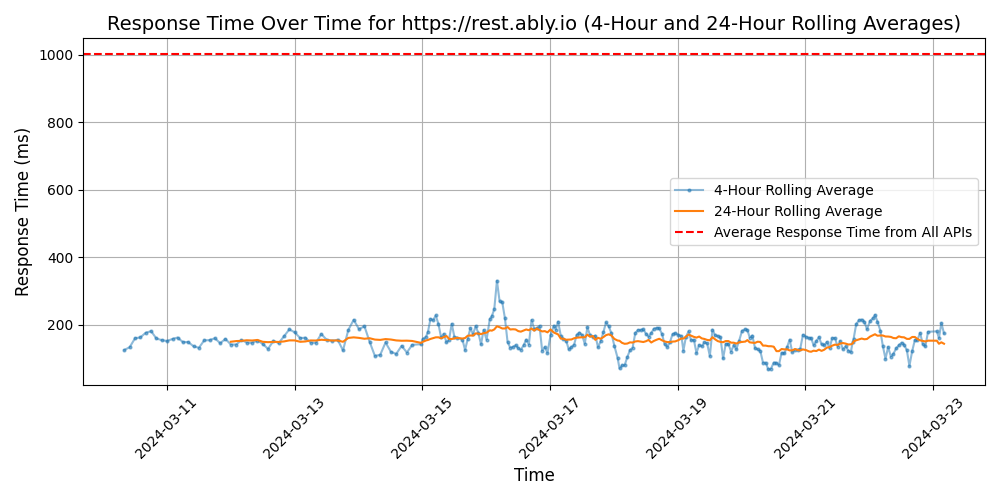 Response Time Over Time for https://rest.ably.io (4-Hour and 24-Hour Rolling Averages)
Response Time (ms)
1000
800
600
400
200
4-Hour Rolling Average
24-Hour Rolling Average
Average Response Time from All APIs
2024-03-11
2024-03-13
2024-03-15
2024-03-17
2024-03-19
2024-03-21
2024-03-23
Time